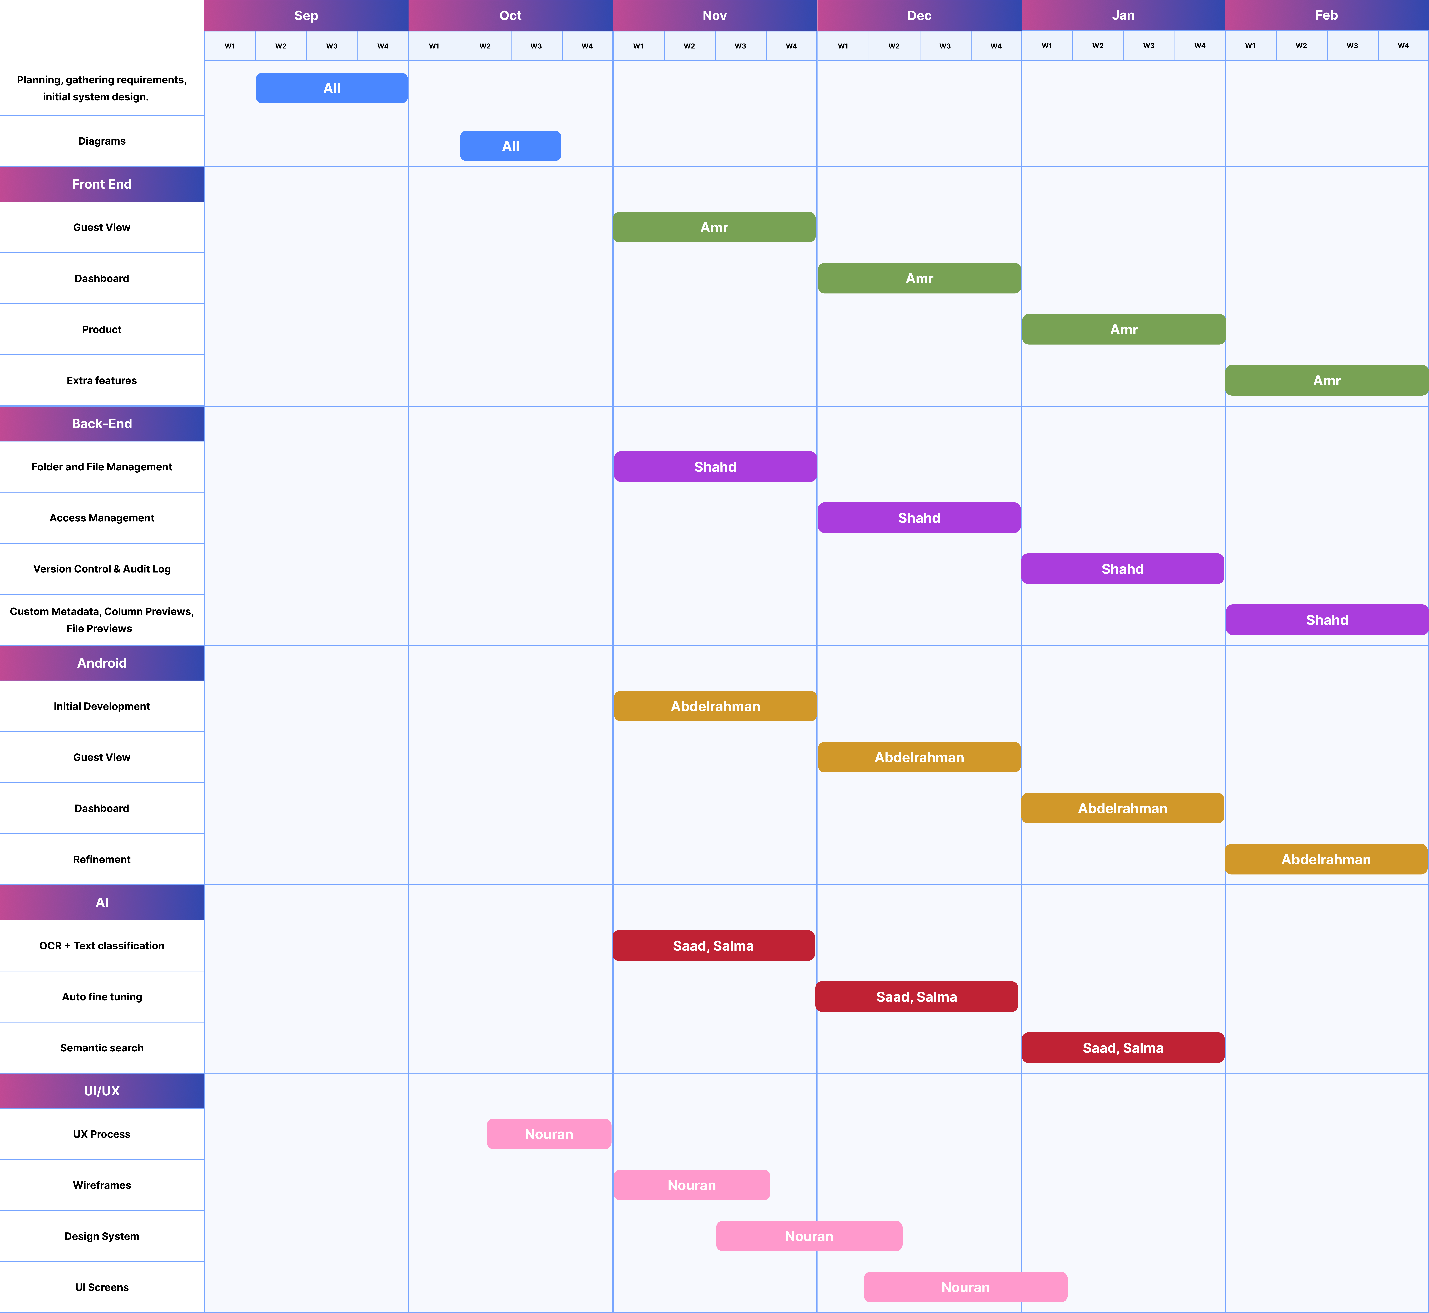 Sep Oct Nov Dec Jan Feb
W1 W2 W3 W4 W1 W2 W3 W4 W1 W2 W3 W4 W1 W2 W3 W4 W1 W2 W3 W4 W1 W2 W3 W4
Planning, gathering requirements,
initial system design.
All
Diagrams
All
Front End
Guest View
Amr
Dashboard
Amr
Product
Amr
Extra features
Amr
Back-End
Folder and File Management
Shahd
Access Management
Shahd
Version Control & Audit Log
Shahd
Custom Metadata, Column Previews,
File Previews
Shahd
Android
Initial Development
Abdelrahman
Guest View
Abdelrahman
Dashboard
Abdelrahman
Refinement
Abdelrahman
AI
OCR + Text classification
Saad, Salma
Auto fine tuning
Saad, Salma
Semantic search
Saad, Salma
UI/UX
UX Process
Nouran
Wireframes
Nouran
Design System
Nouran
UI Screens
Nouran